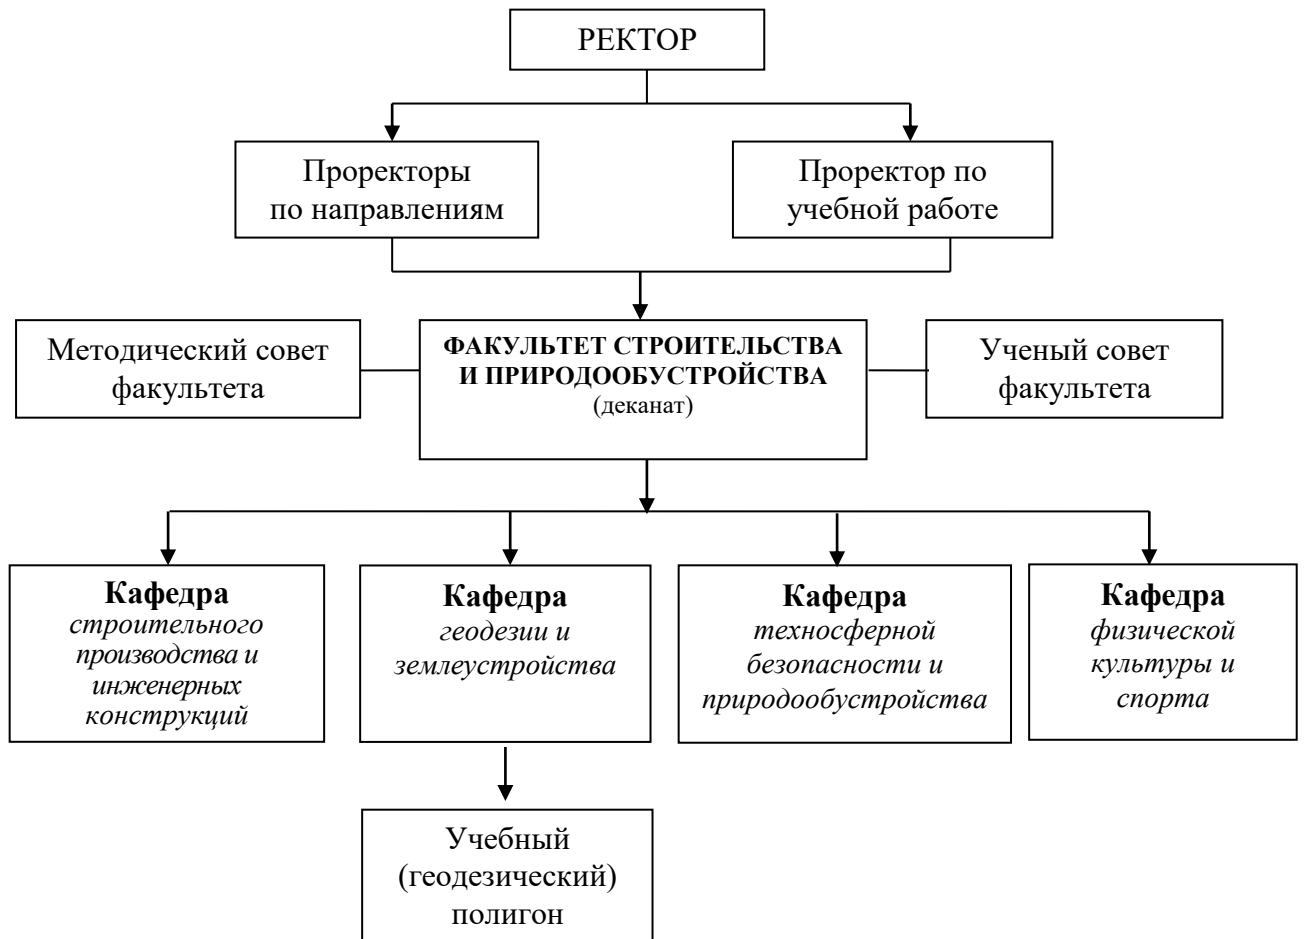 РЕКТОР
Проректоры
по направлениям
Проректор по
учебной работе
Методический совет
факультета
ФАКУЛЬТЕТ СТРОИТЕЛЬСТВА
И ПРИРОДООБУСТРОЙСТВА
(деканат)
Ученый совет
факультета
Кафедра
строительного
производства и
инженерных
конструкций
Кафедра
геодезии и
землеустройства
Кафедра
техносферной
безопасности и
природообустройства
Кафедра
физической
культуры и
спорта
Учебный
(геодезический)
полигон